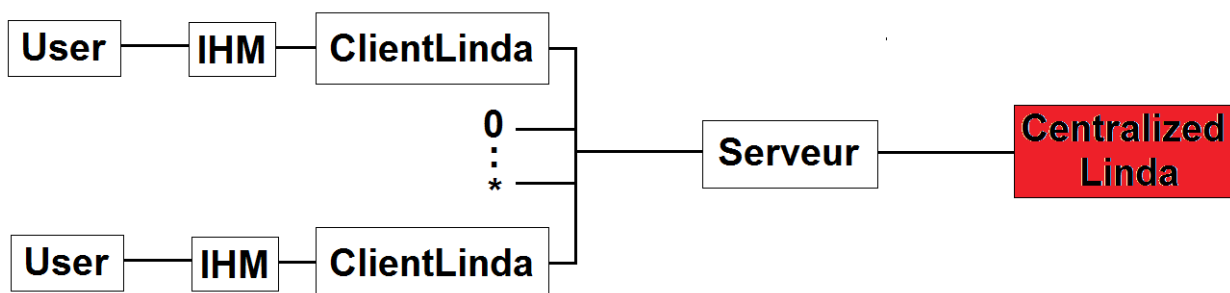 User IHM ClientLinda
0
:
*
Serveur
Centralized
Linda
User IHM ClientLinda